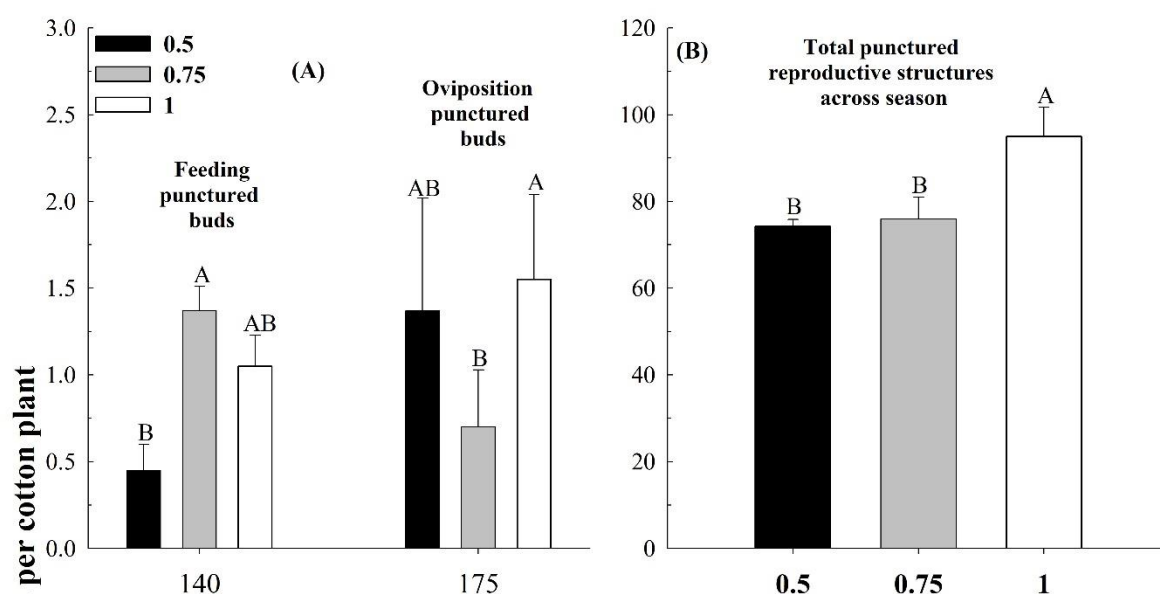 3.0
2.5
2.0
1.5
1.0
0.5
0.0
per cotton plant
0.5
0.75
1
(A)
Feeding
punctured
buds
Oviposition
punctured
buds
B
A
AB
AB
B
A
140
175
120
100
80
60
40
20
0
(B)
Total punctured
reproductive structures
across season
B
B
A
0.5
0.75
1